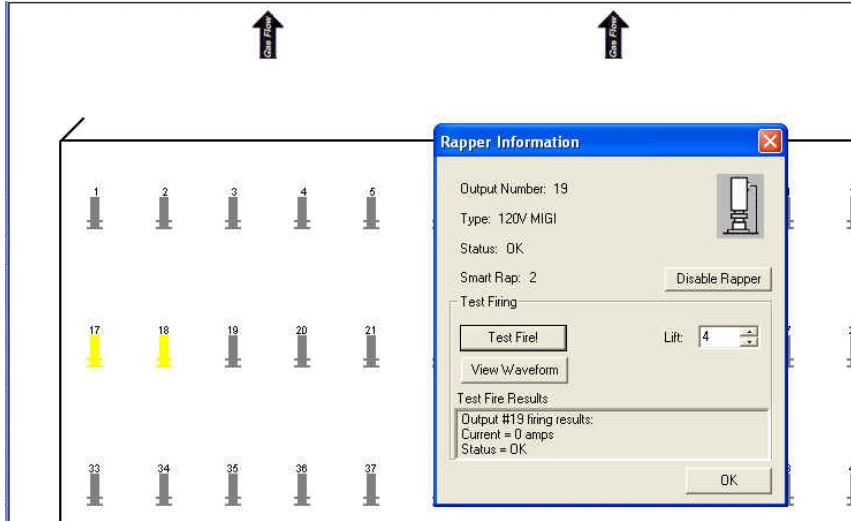 Gas Flow
Gas Flow
Rapper Information
Output Number: 19
Type: 120V MIGI
Status: OK
Smart Rap: 2
Disable Rapper
Test Firing
Test Fire!
Lift: 4
View Waveform
Test Fire Results
Output #19 firing results:
Current = 0 amps
Status = OK
OK
1 2 3 4 5
17 18 19 20 21
33 34 35 36 37